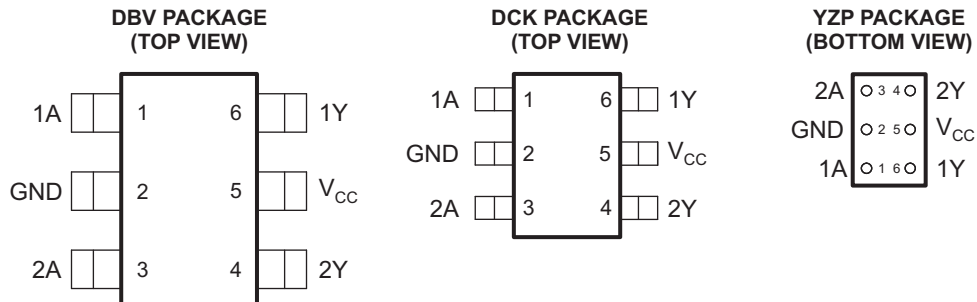 DBV PACKAGE
(TOP VIEW)
1A 1 6 1Y
GND 2 5 VCC
2A 3 4 2Y
DCK PACKAGE
(TOP VIEW)
1A 1 6 1Y
GND 2 5 VCC
2A 3 4 2Y
YZP PACKAGE
(BOTTOM VIEW)
2A 3 4 2Y
GND 2 5 VCC
1A 1 6 1Y